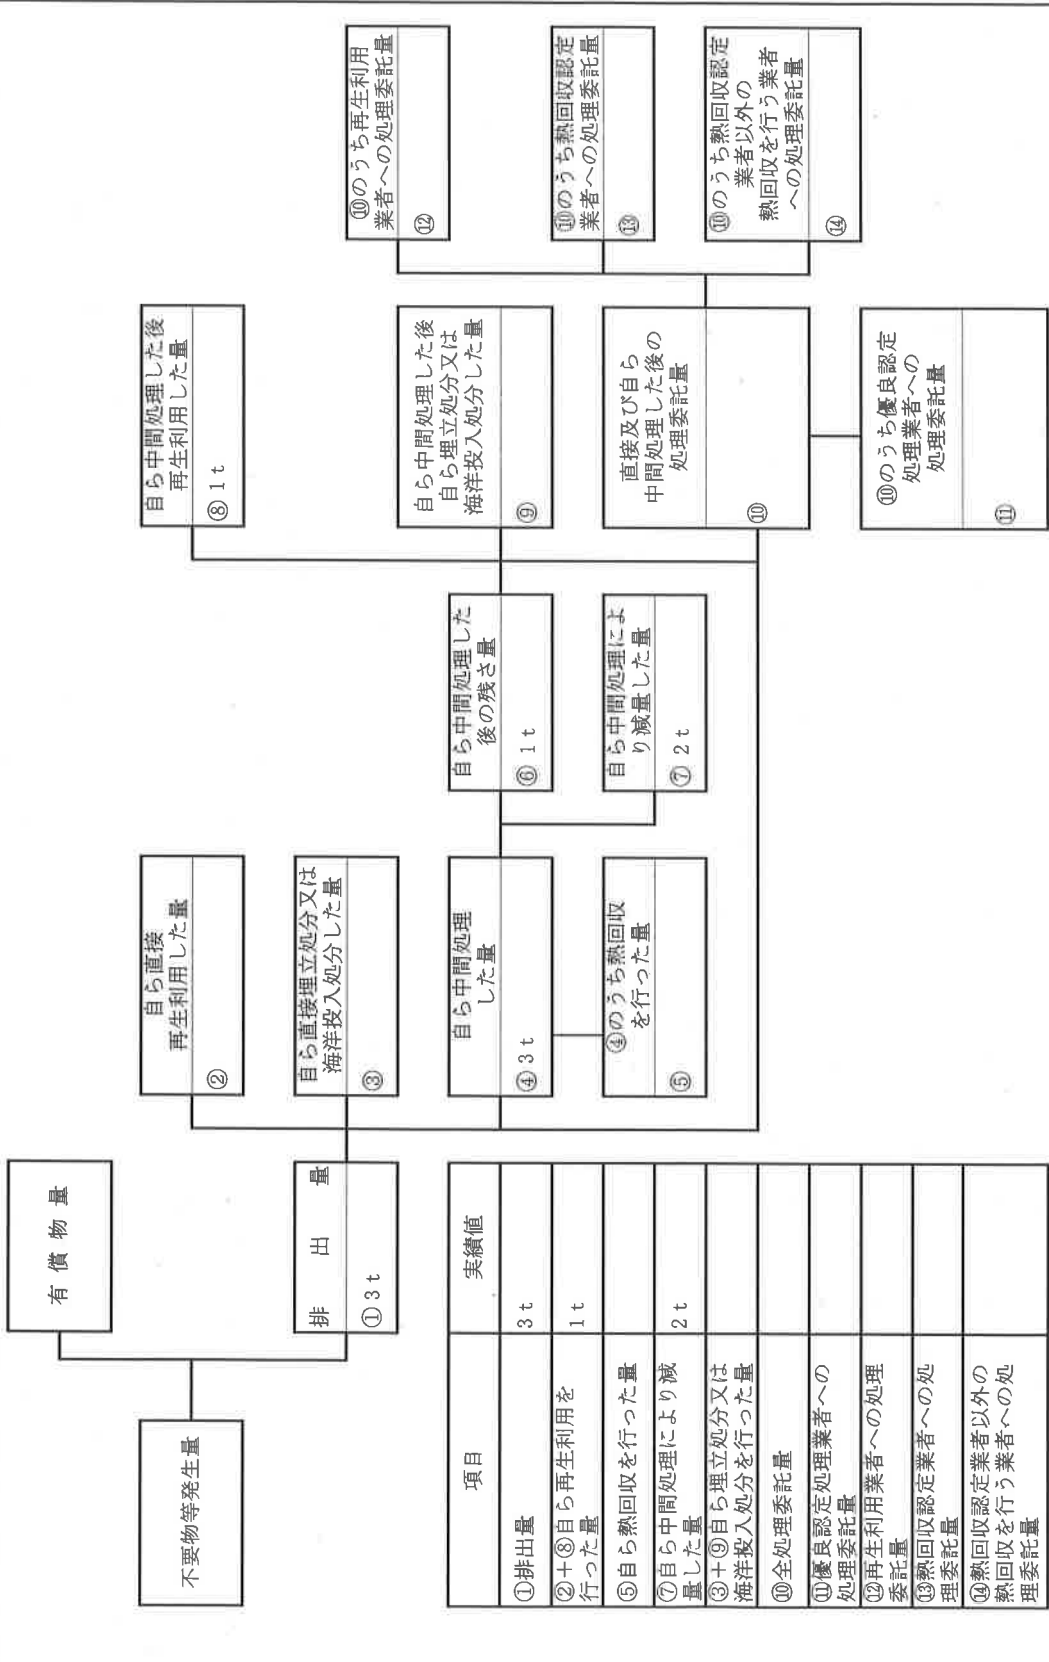 不要物等発生量
有償物量
排出量
①3t
自ら直接
再生利用した量
②
自ら直接埋立処分又は
海洋投入処分した量
③
自ら中間処理
した量
④3t
④のうち熱回収
を行った量
⑤
自ら中間処理した
後の残さ量
⑥1t
自ら中間処理によ
り減量した量
⑦2t
自ら中間処理した後
再生利用した量
⑧1t
自ら中間処理した後
自ら埋立処分又は
海洋投入処分した量
⑨
直接及び自ら
中間処理した後の
処理委託量
⑩
⑩のうち優良認定
処理業者への
処理委託量
⑪
⑩のうち再生利用
業者への処理委託量
⑫
⑩のうち熱回収認定
業者への処理委託量
⑬
⑩のうち熱回収認定
業者以外の
熱回収を行う業者
への処理委託量
⑭
項目 実績値
①排出量 3t
②+⑧自ら再生利用を
行った量 1t
⑤自ら熱回収を行った量
⑦自ら中間処理により減
量した量 2t
③+⑨自ら埋立処分又は
海洋投入処分を行った量
⑩全処理委託量
⑪優良認定処理業者への
処理委託量
⑫再生利用業者への処理
委託量
⑬熱回収認定業者への処
理委託量
⑭熱回収認定業者以外の
熱回収を行う業者への処
理委託量